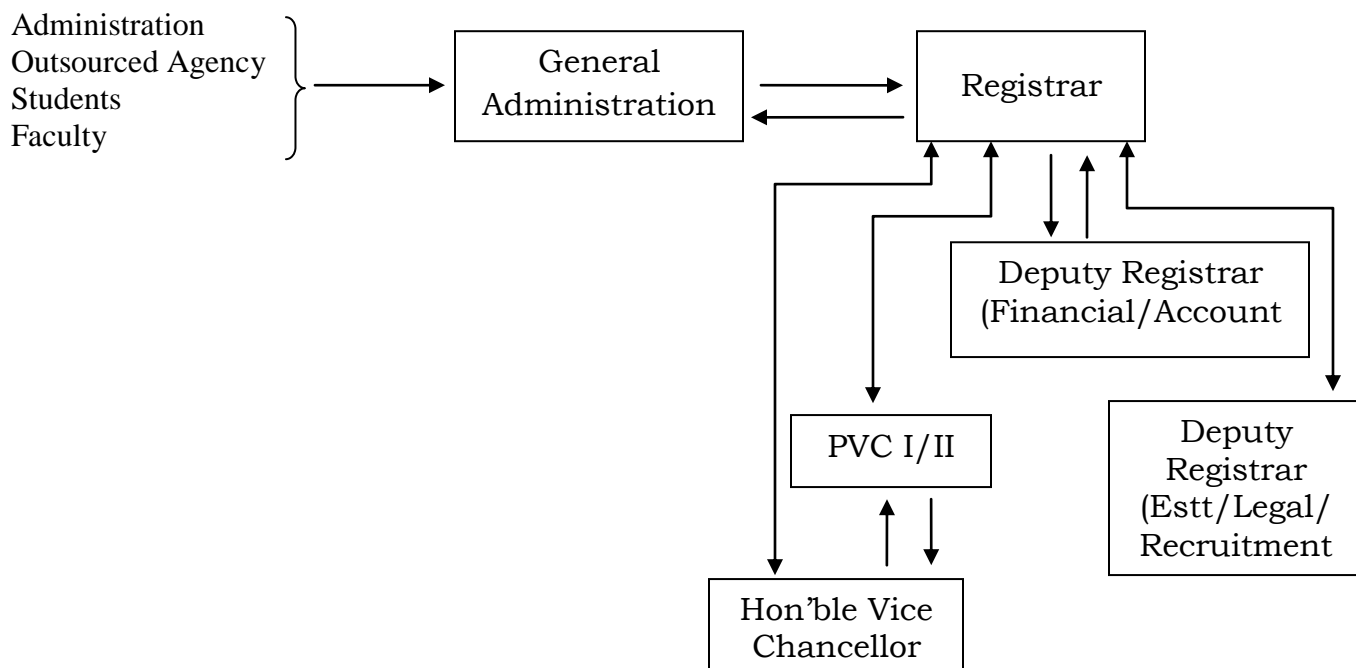 Administration
Outsourced Agency
Students
Faculty
General
Administration
Registrar
Deputy Registrar
(Financial/Account
PVC I/II
Deputy
Registrar
(Estt/Legal/
Recruitment
Hon’ble Vice
Chancellor